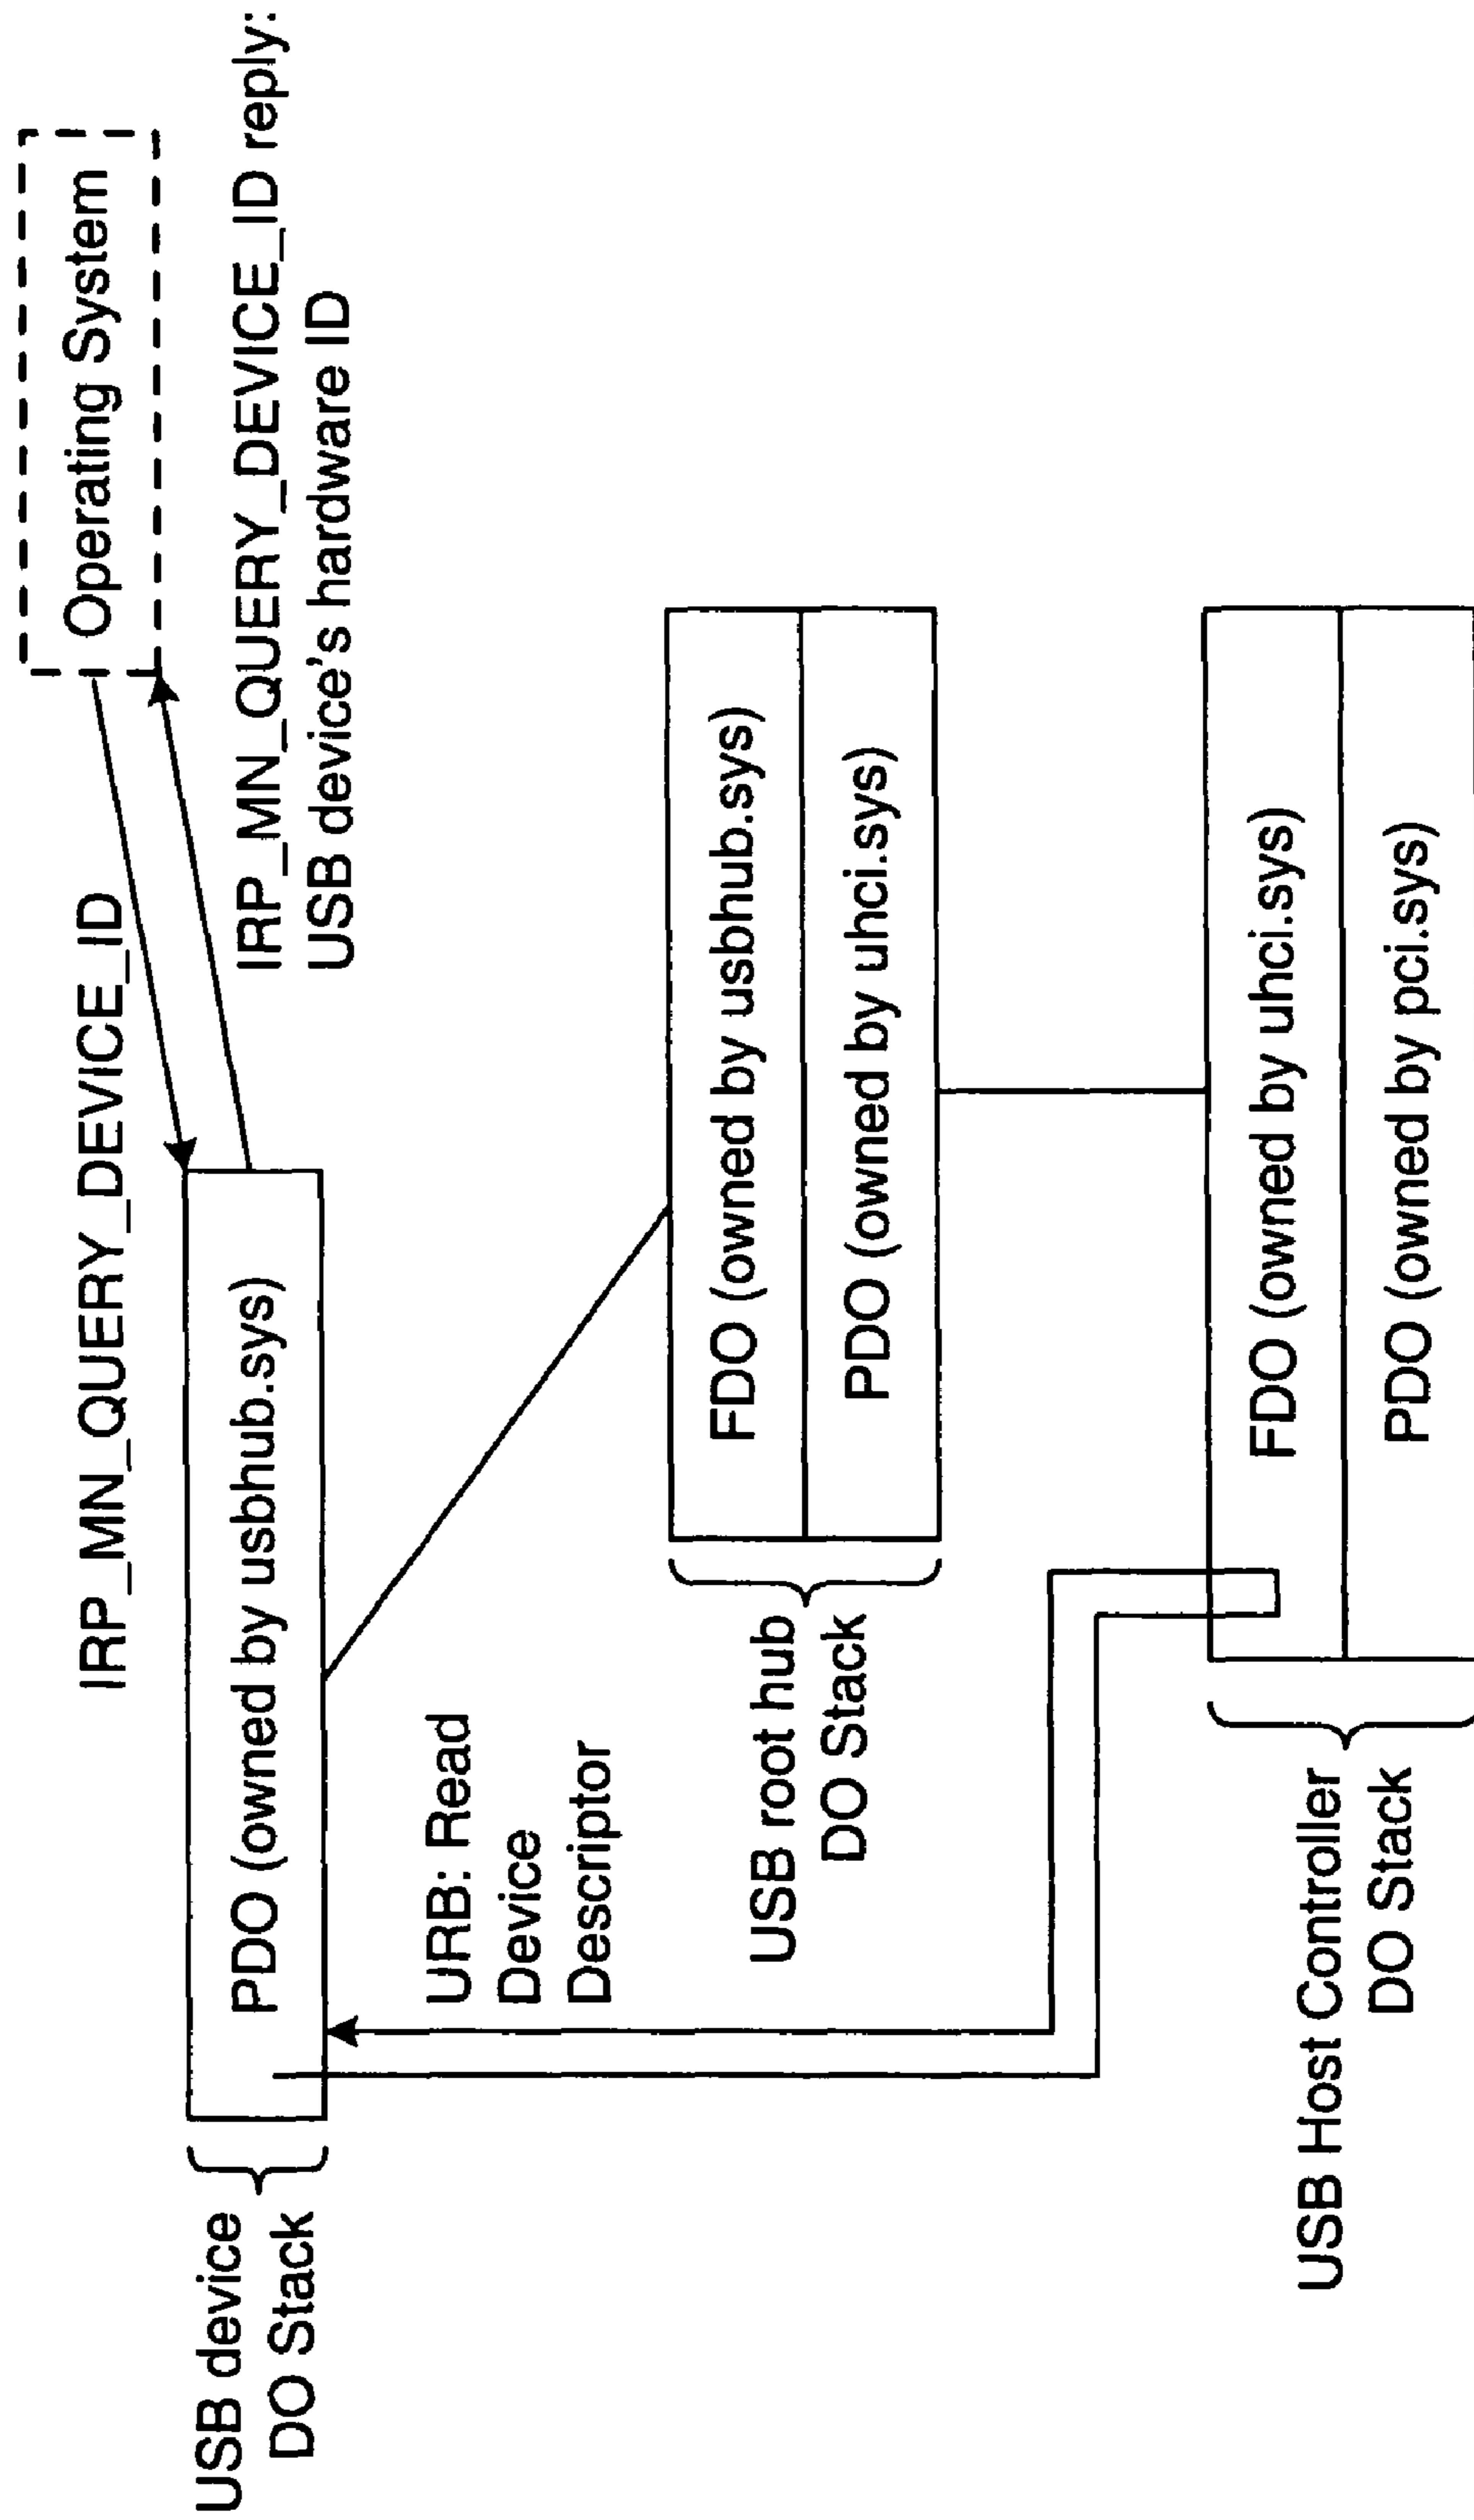 Operating System
IRP_MN_QUERY_DEVICE_ID
IRP_MN_QUERY_DEVICE_ID reply:
USB device's hardware ID
USB device
DO Stack
PDO (owned by usbhub.sys)
URB: Read
Device
Descriptor
USB root hub
DO Stack
FDO (owned by usbhub.sys)
PDO (owned by uhci.sys)
USB Host Controller
DO Stack
FDO (owned by uhci.sys)
PDO (owned by pci.sys)